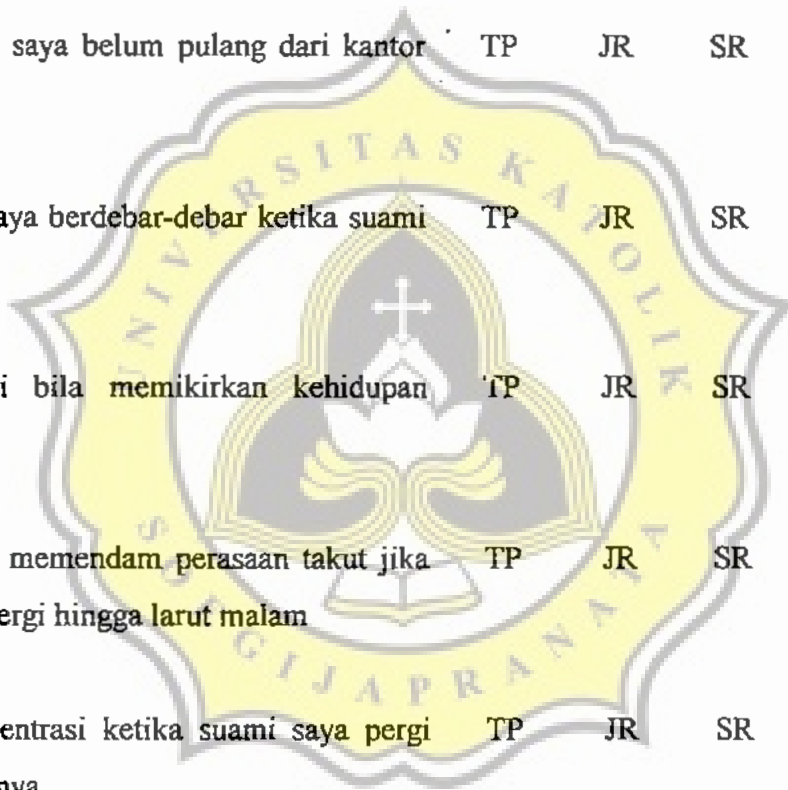 saya belum pulang dari kantor TP JR SR
aya berdebar-debar ketika suami TP JR SR
i bila memikirkan kehidupan TP JR SR
memendam perasaan takut jika TP JR SR
ergi hingga larut malam
entrasi ketika suami saya pergi TP JR SR
nya
UNIVERSITAS KATOLIK
SOEGIJAPRANATA